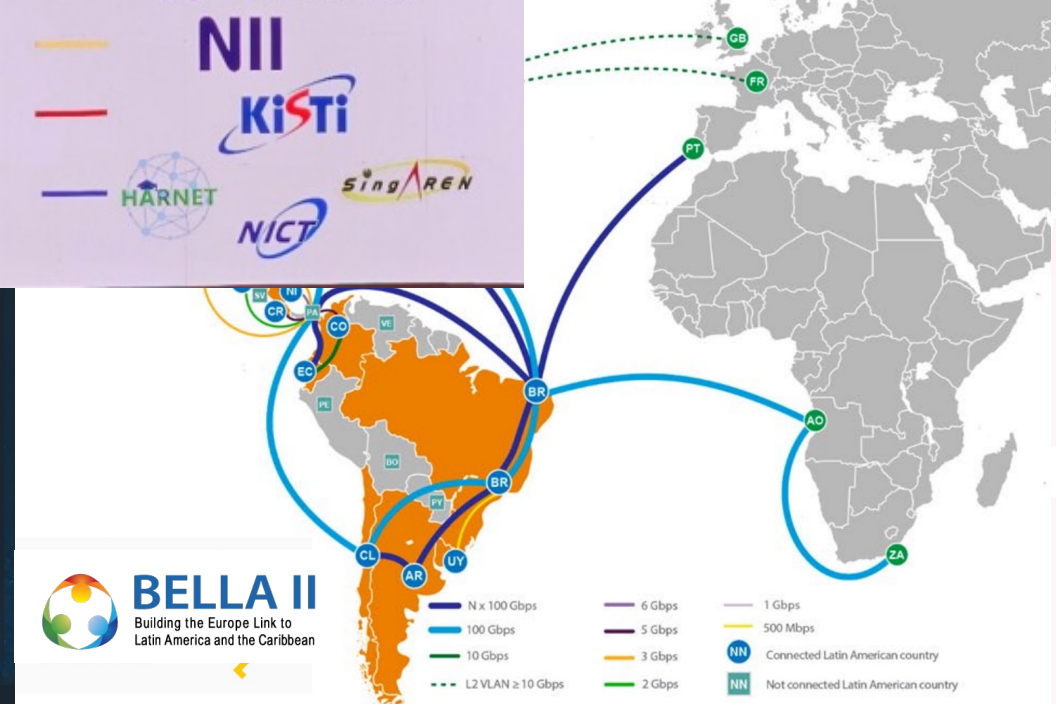 NII
KiSTi
HARNET
SingAREN
NICT
GB
FR
PT
SV
NI
CR
PA
CO
VE
EC
PE
BR
AO
BO
BR
PY
CL
AR
UY
ZA
BELLA II
Building the Europe Link to
Latin America and the Caribbean
N x 100 Gbps
100 Gbps
10 Gbps
L2 VLAN ≥ 10 Gbps
6 Gbps
5 Gbps
3 Gbps
2 Gbps
1 Gbps
500 Mbps
NN Connected Latin American country
NN Not connected Latin American country